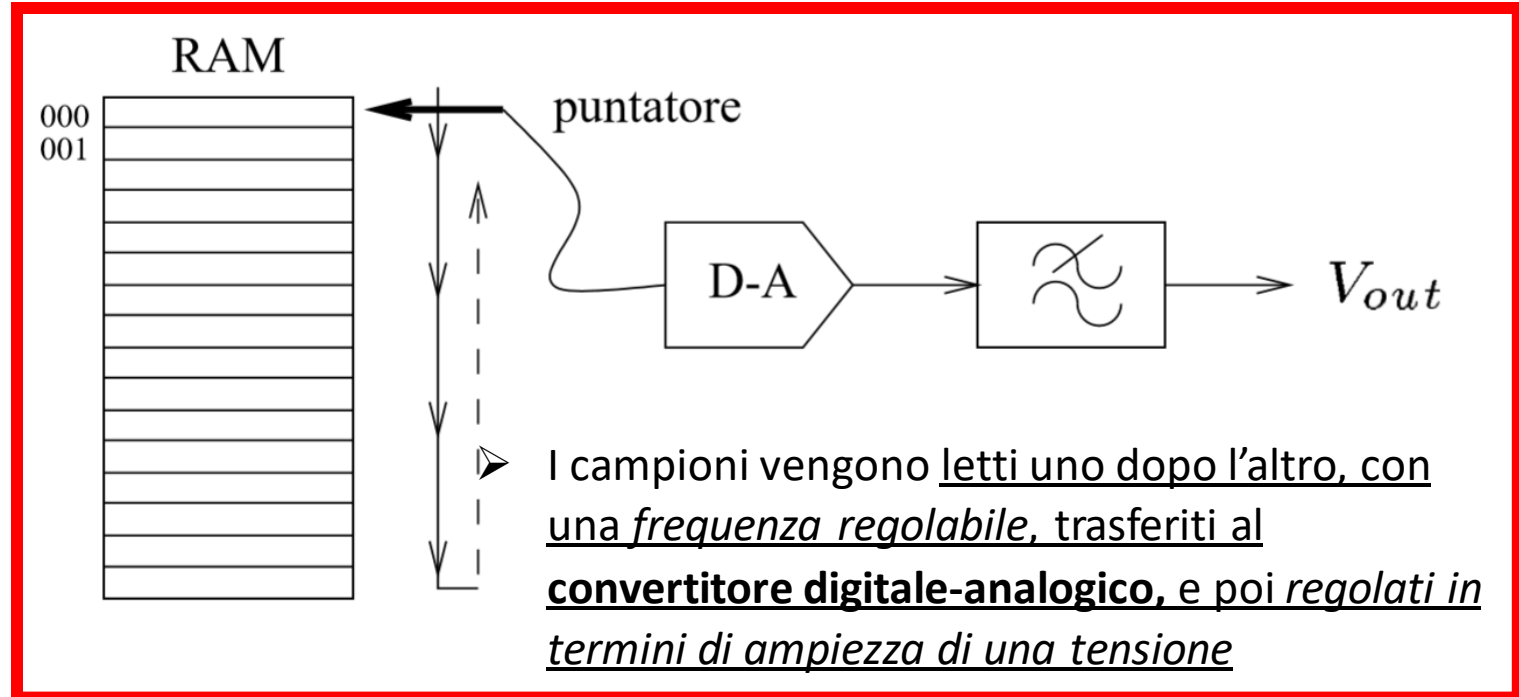 RAM
000
001
puntatore
D-A
Vout
➢ I campioni vengono letti uno dopo l’altro, con
una frequenza regolabile, trasferiti al
convertitore digitale-analogico, e poi regolati in
termini di ampiezza di una tensione